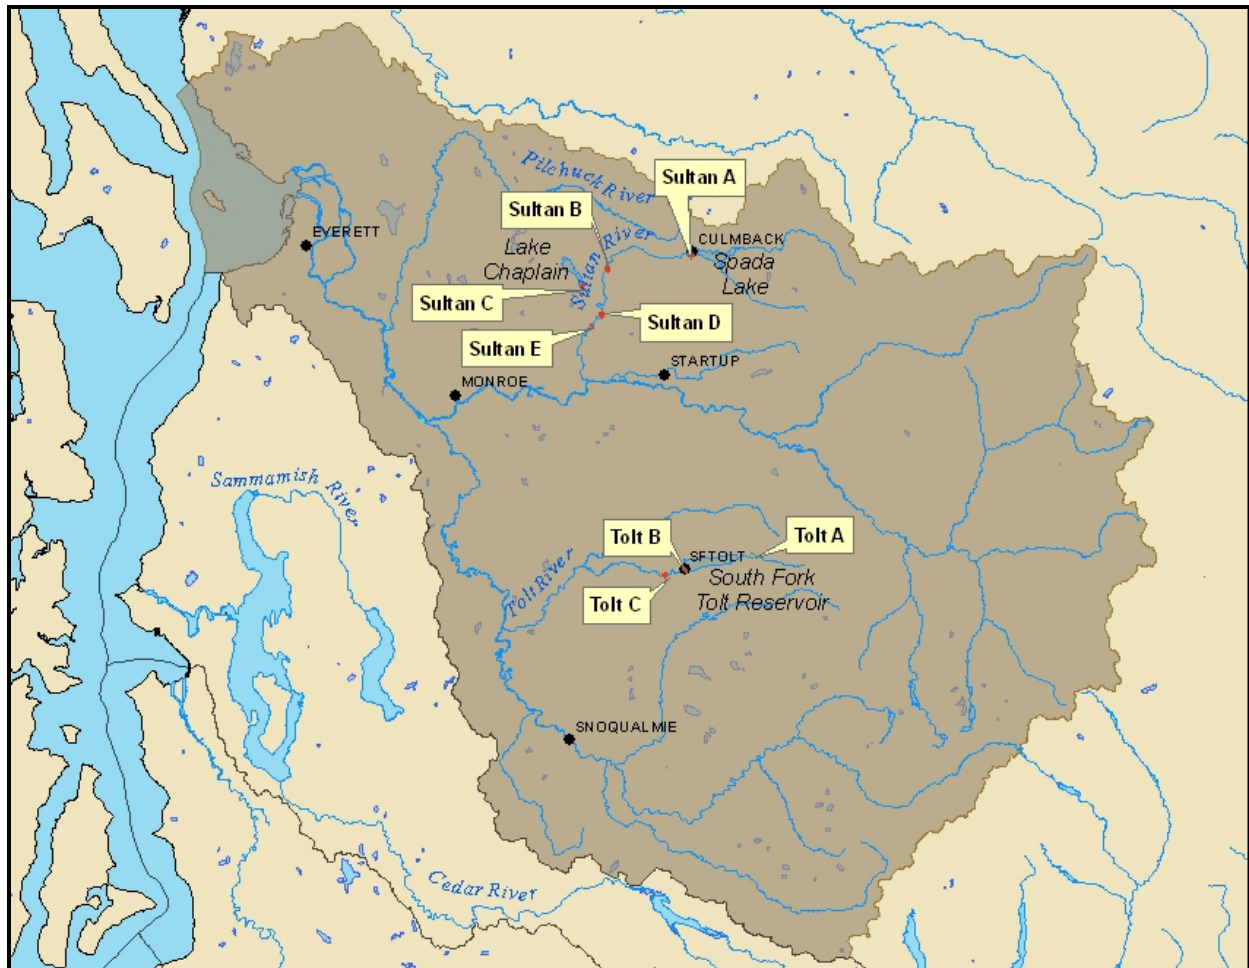 Pilchuck River
Sultan A
Sultan B
EVERETT
Sultan River
CULMBACK
Lake
Chaplain
Spada
Lake
Sultan C
Sultan D
Sultan E
STARTUP
MONROE
Sammamish River
Tolt B
Tolt A
SFTOLT
Tolt River
South Fork
Tolt Reservoir
Tolt C
SNOQUALMIE
Cedar River